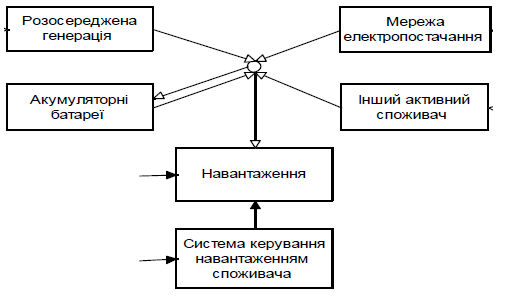 Розосереджена
генерація
Мережа
електропостачання
Акумуляторні
батареї
Інший активний
споживач
Навантаження
Система керування
навантаженням
споживача